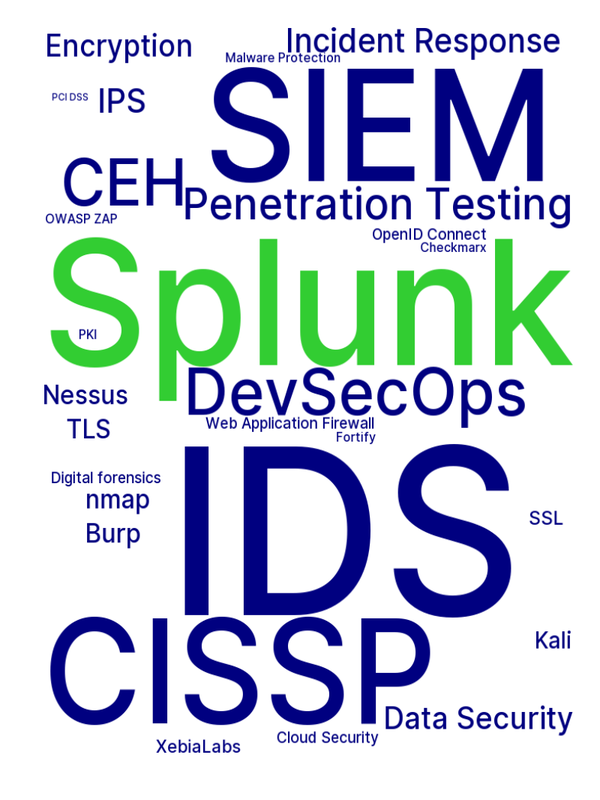 Incident Response
Encryption
Malware Protection
SIEM
PCI DSS
IPS
CEH
Penetration Testing
OWASP ZAP
OpenID Connect
Checkmarx
Splunk
PKI
DevSecOps
Nessus
Web Application Firewall
TLS
Fortify
IDS
Digital forensics
nmap
SSL
Burp
CISSP
Kali
Data Security
Cloud Security
XebiaLabs